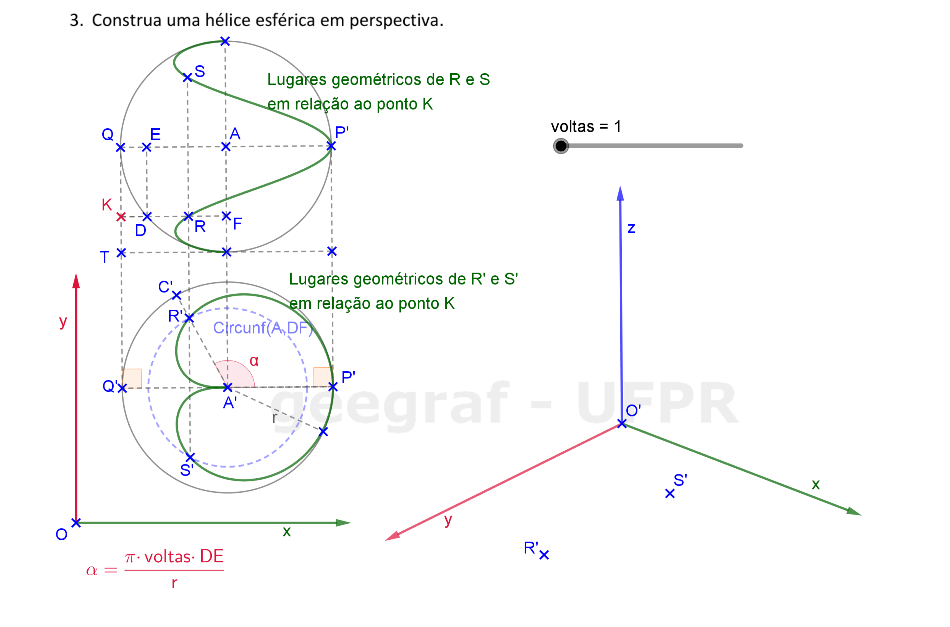 3. Construa uma hélice esférica em perspectiva.
S
Lugares geométricos de R e S
em relação ao ponto K
voltas = 1
Q
E
A
P'
K
D
R
F
T
z
C'
Lugares geométricos de R' e S'
em relação ao ponto K
R'
Circunf(A,DF)
y
α
Q'
P'
A'
r
geegraf - UFPR
O'
S'
S'
x
y
O
x
R'
α = π· voltas· DE
r